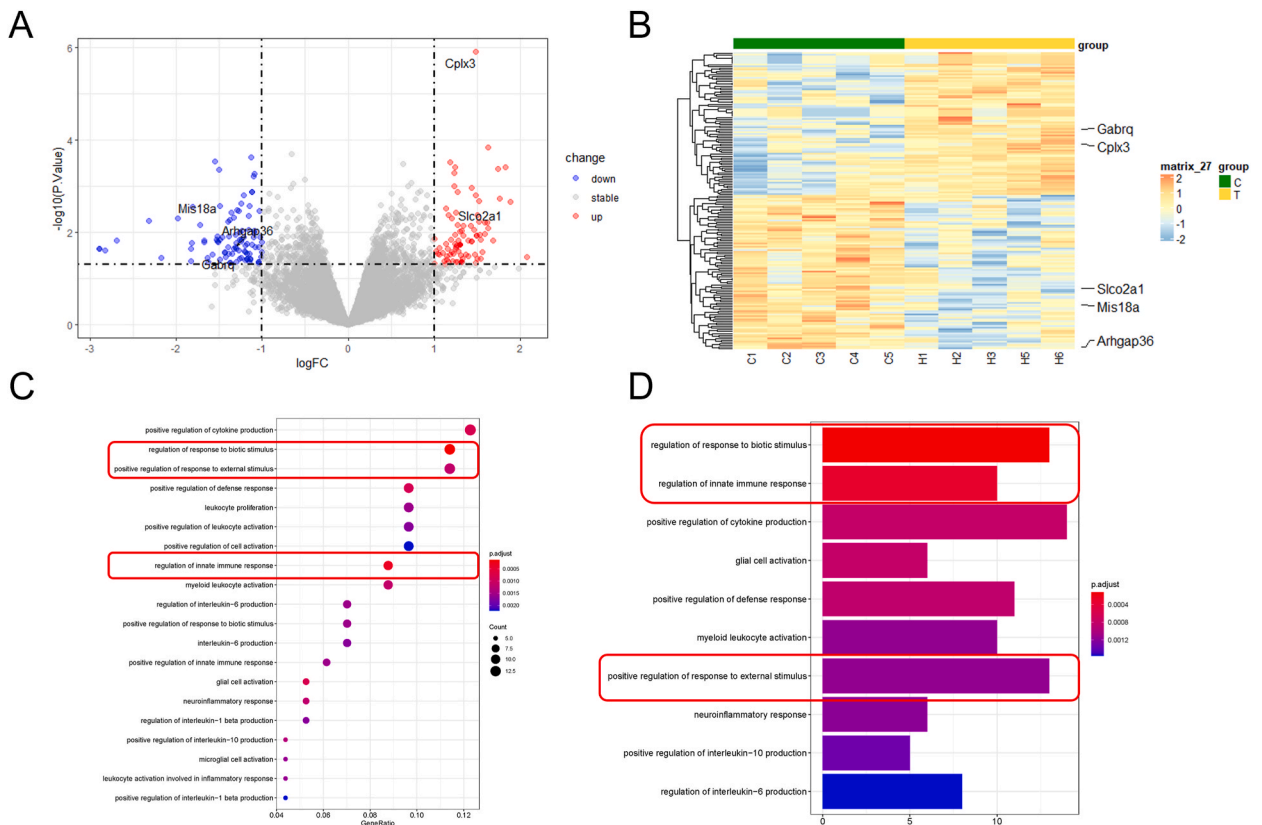 A
6
4
2
0
-log10(P.Value)
-3
-2
-1
0
1
2
logFC
Cplx3
Mis18a
Arhgap36
Gabrq
Slco2a1
change
down
stable
up
B
group
Gabrq
Cplx3
Slco2a1
Mis18a
Arhgap36
C1
C2
C3
C4
C5
H1
H2
H3
H5
H6
matrix_27
2
1
0
-1
-2
group
C
T
C
positive regulation of cytokine production
regulation of response to biotic stimulus
positive regulation of response to external stimulus
positive regulation of defense response
leukocyte proliferation
positive regulation of leukocyte activation
positive regulation of cell activation
regulation of innate immune response
myeloid leukocyte activation
regulation of interleukin-6 production
positive regulation of response to biotic stimulus
interleukin-6 production
positive regulation of innate immune response
glial cell activation
neuroinflammatory response
regulation of interleukin-1 beta production
positive regulation of interleukin-10 production
microglial cell activation
leukocyte activation involved in inflammatory response
positive regulation of interleukin-1 beta production
0.04
0.06
0.08
0.10
0.12
GeneRatio
p.adjust
0.0005
0.0010
0.0015
0.0020
Count
5.0
7.5
10.0
12.5
D
regulation of response to biotic stimulus
regulation of innate immune response
positive regulation of cytokine production
glial cell activation
positive regulation of defense response
myeloid leukocyte activation
positive regulation of response to external stimulus
neuroinflammatory response
positive regulation of interleukin-10 production
regulation of interleukin-6 production
0
5
10
p.adjust
0.0004
0.0008
0.0012